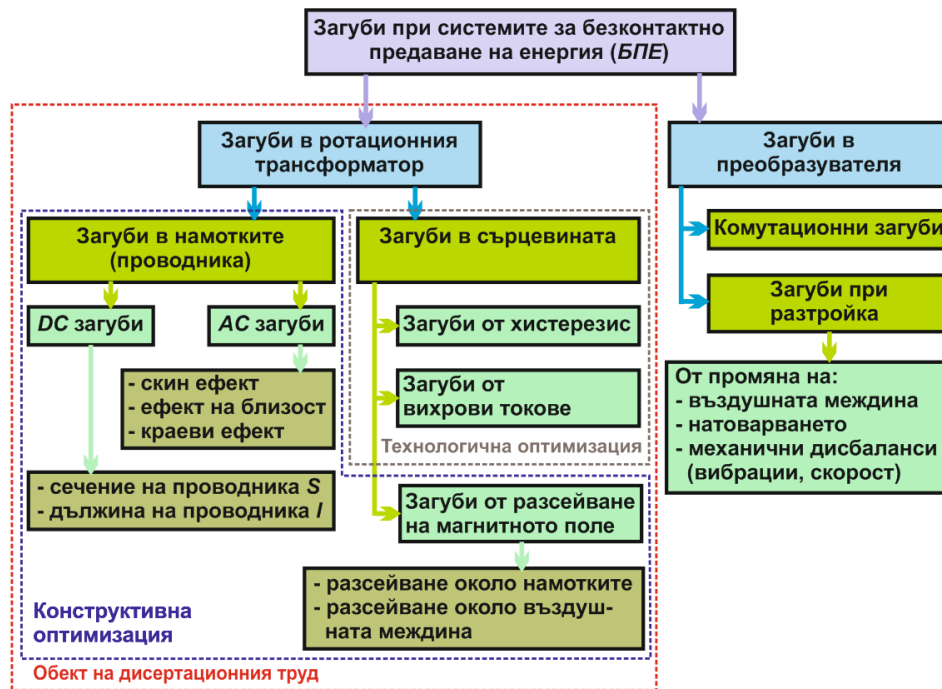 Загуби при системите за безконтактно
предаване на енергия (БПЕ)
Загуби в ротационния
трансформатор
Загуби в
преобразувателя
Загуби в намотките
(проводника)
Загуби в сърцевината
Комутационни загуби
Загуби при
разтройка
DC загуби
AC загуби
Загуби от хистерезис
- скин ефект
- ефект на близост
- краеви ефект
Загуби от
вихрови токове
От промяна на:
- въздушната междина
- натоварването
- механични дисбаланси
(вибрации, скорост)
Технологична оптимизация
- сечение на проводника S
- дължина на проводника l
Загуби от разсейване
на магнитното поле
- разсейване около намотките
- разсейване около въздуш-
ната междина
Конструктивна
оптимизация
Обект на дисертационния труд